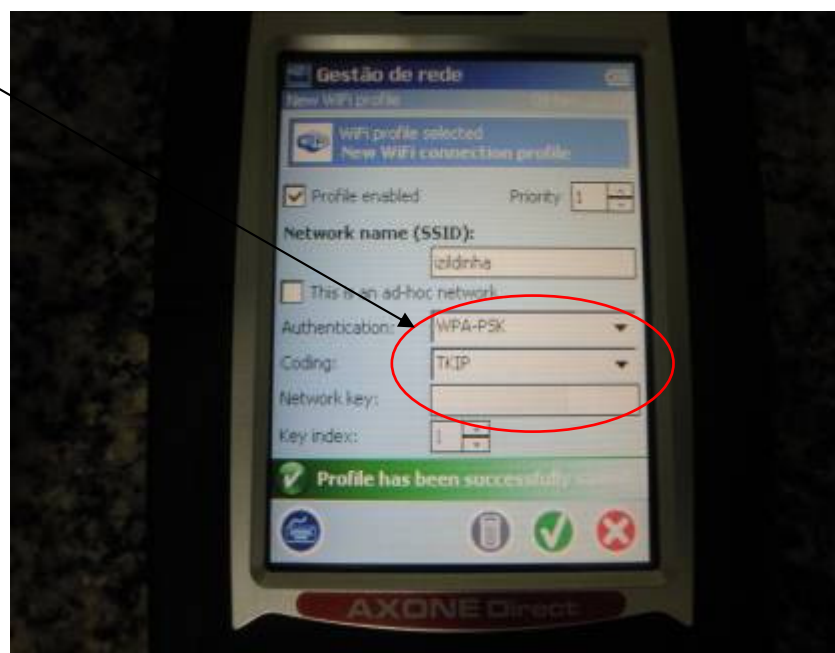 Gestão de rede
New WiFi profile
WiFi profile selected
New WiFi connection profile
Profile enabled Priority 1
Network name (SSID):
izildinha
This is an ad-hoc network
Authentication: WPA-PSK
Coding: TKIP
Network key:
Key index: 1
Profile has been successfully
AXONE Direct